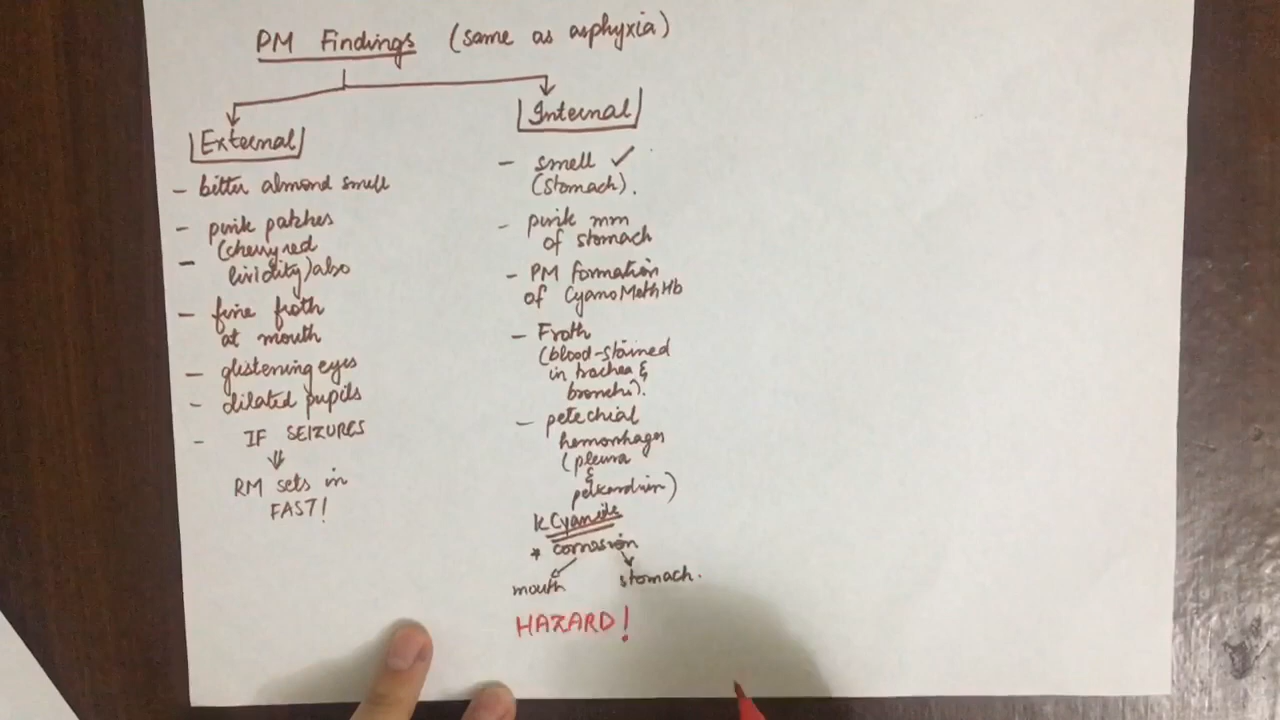 PM Findings (same as asphyxia)
External
- bitter almond smell
- pink patches
(cherry red
- lividity) also
- fine froth
at mouth
- glistening eyes
- dilated pupils
- IF SEIZURES
RM sets in
FAST!
Internal
- smell ✓
(stomach).
- pink mm
of stomach
- PM formation
of CyanoMethHb
- Froth
(blood-stained
in trachea &
bronchi).
- petechial
hemorrhages
(pleura
&
K Cyanide
* corrosion
mouth stomach.
HAZARD!